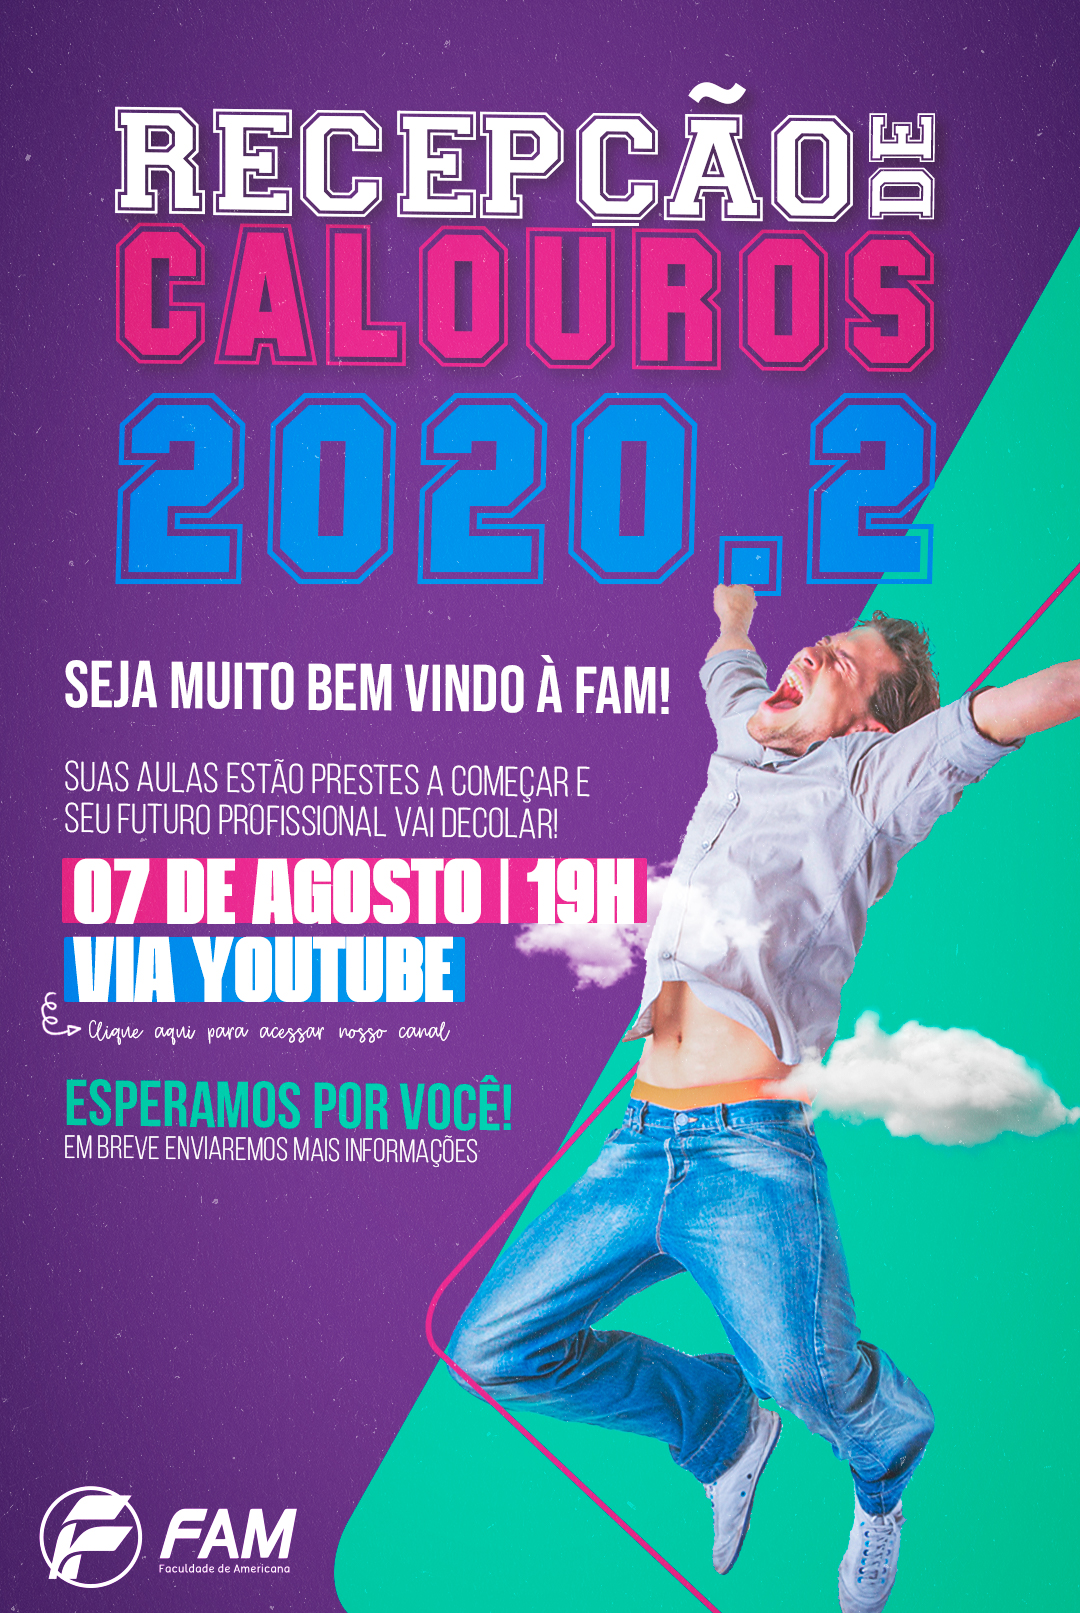 RECEPÇÃO DE
CALOUROS
2020.2
SEJA MUITO BEM VINDO À FAM!
SUAS AULAS ESTÃO PRESTES A COMEÇAR E
SEU FUTURO PROFISSIONAL VAI DECOLAR!
07 DE AGOSTO | 19H
VIA YOUTUBE
Clique aqui para acessar nosso canal
ESPERAMOS POR VOCÊ!
EM BREVE ENVIAREMOS MAIS INFORMAÇÕES
FAM
Faculdade de Americana